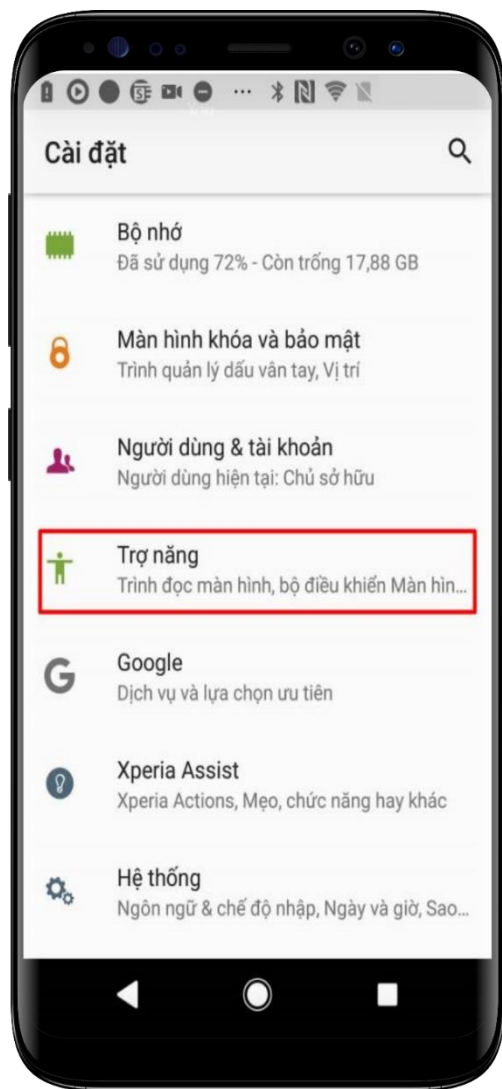 Cài đặt
Bộ nhớ
Đã sử dụng 72% - Còn trống 17,88 GB
Màn hình khóa và bảo mật
Trình quản lý dấu vân tay, Vị trí
Người dùng & tài khoản
Người dùng hiện tại: Chủ sở hữu
Trợ năng
Trình đọc màn hình, bộ điều khiển Màn hìn...
Google
Dịch vụ và lựa chọn ưu tiên
Xperia Assist
Xperia Actions, Mẹo, chức năng hay khác
Hệ thống
Ngôn ngữ & chế độ nhập, Ngày và giờ, Sao...